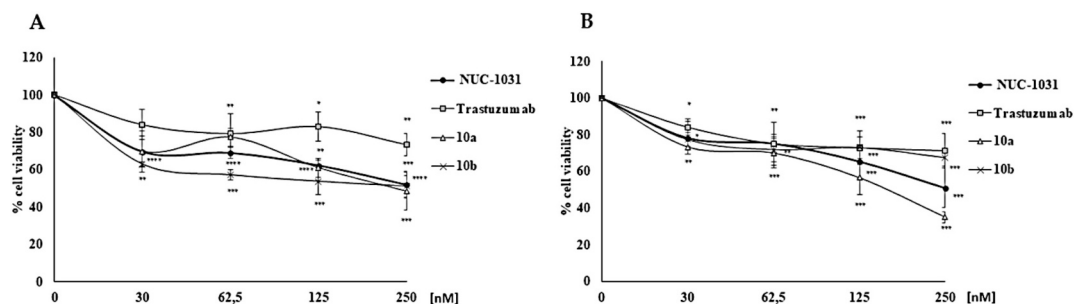 A
120
100
80
60
40
20
0
% cell viability
0 30 62,5 125 250 [nM]
NUC-1031
Trastuzumab
10a
10b
** * **
*** **
**** **** **** ****
** *** *** ***
B
120
100
80
60
40
20
0
% cell viability
0 30 62,5 125 250 [nM]
NUC-1031
Trastuzumab
10a
10b
* ** *** ***
* ** *** ***
*** ***
** *** *** ***